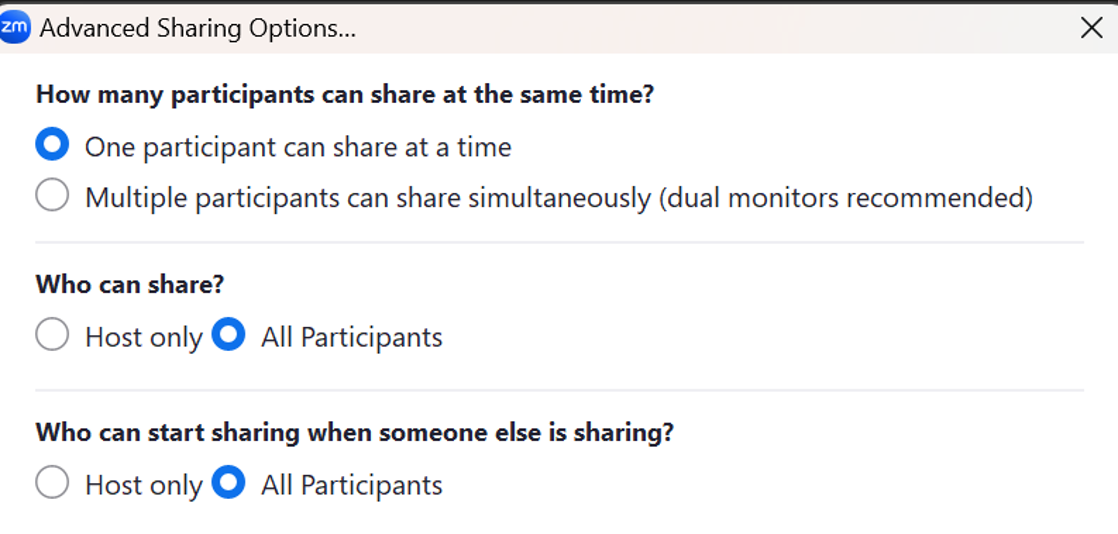 zm Advanced Sharing Options...
How many participants can share at the same time?
One participant can share at a time
Multiple participants can share simultaneously (dual monitors recommended)
Who can share?
Host only All Participants
Who can start sharing when someone else is sharing?
Host only All Participants